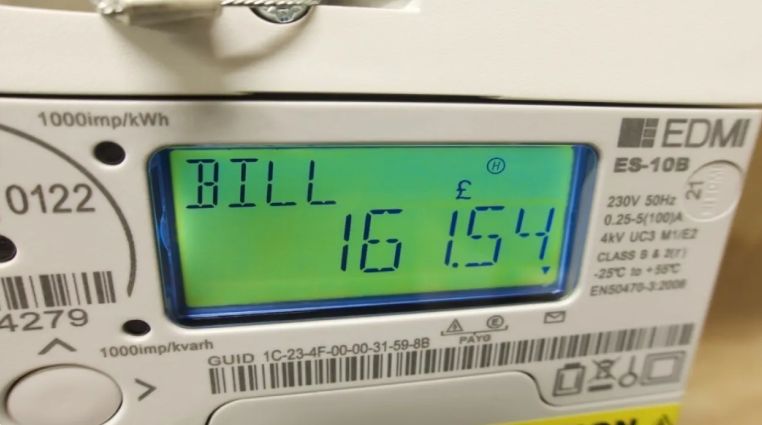 1000imp/kWh
EDMI
ES-10B
21
0122
BILL
H
£
161.54
230V 50Hz
0.25-5(100)A
4kV UC3 M1/E2
CLASS B & 2(r)
-25°C to +55°C
EN50470-3:2006
4279
1000imp/kvarh
E
PAYG
GUID 1C-23-4F-00-00-31-59-8B